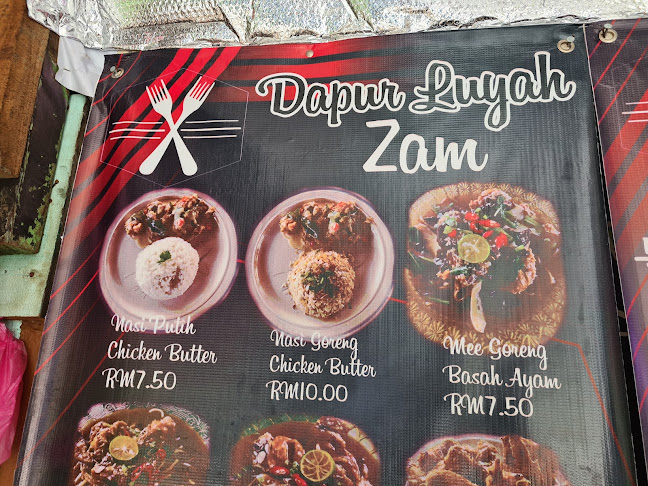 Dapur Luyah
Zam
Nasi Putih
Chicken Butter
RM7.50
Nasi Goreng
Chicken Butter
RM10.00
Mee Goreng
Basah Ayam
RM7.50